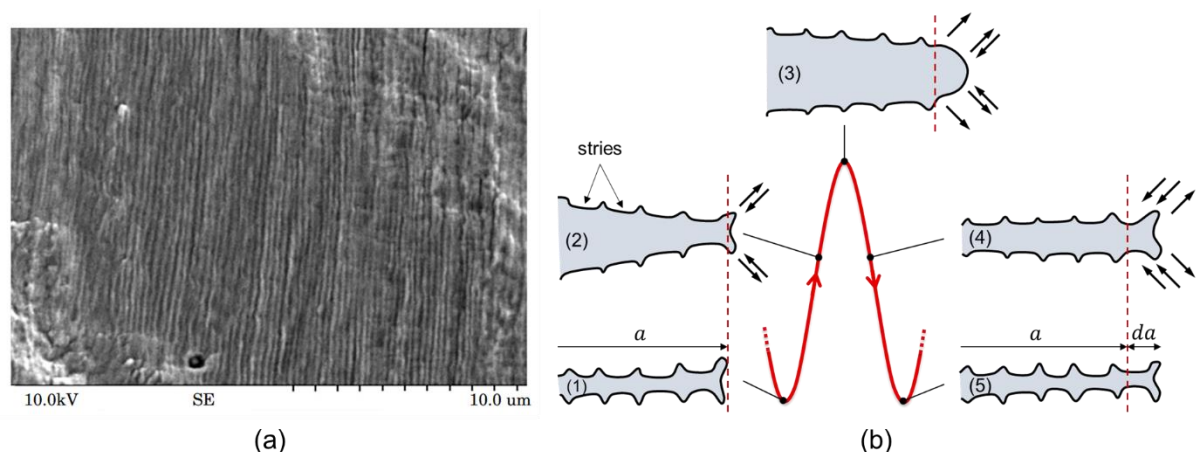 (3)
stries
(2)
(4)
a
a
da
(1)
(5)
10.0kV
SE
10.0 um
(a)
(b)